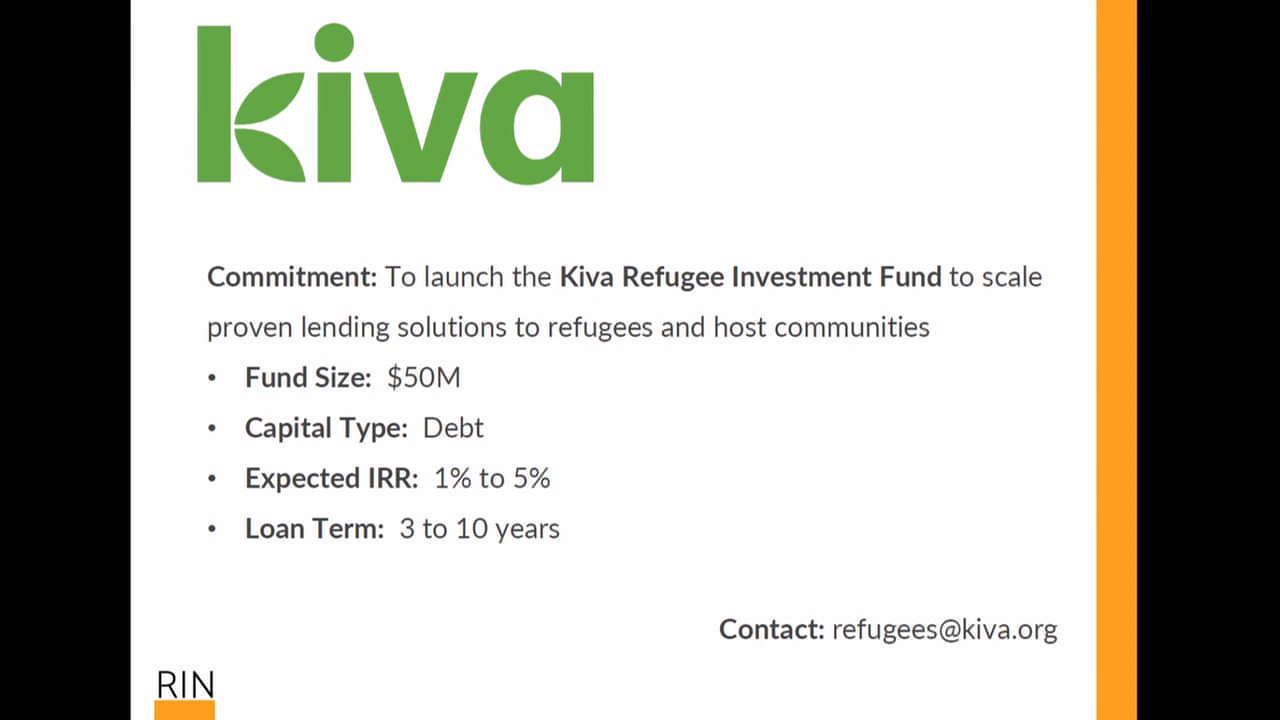 kiva
Commitment: To launch the Kiva Refugee Investment Fund to scale
proven lending solutions to refugees and host communities
• Fund Size: $50M
• Capital Type: Debt
• Expected IRR: 1% to 5%
• Loan Term: 3 to 10 years
Contact: refugees@kiva.org
RIN